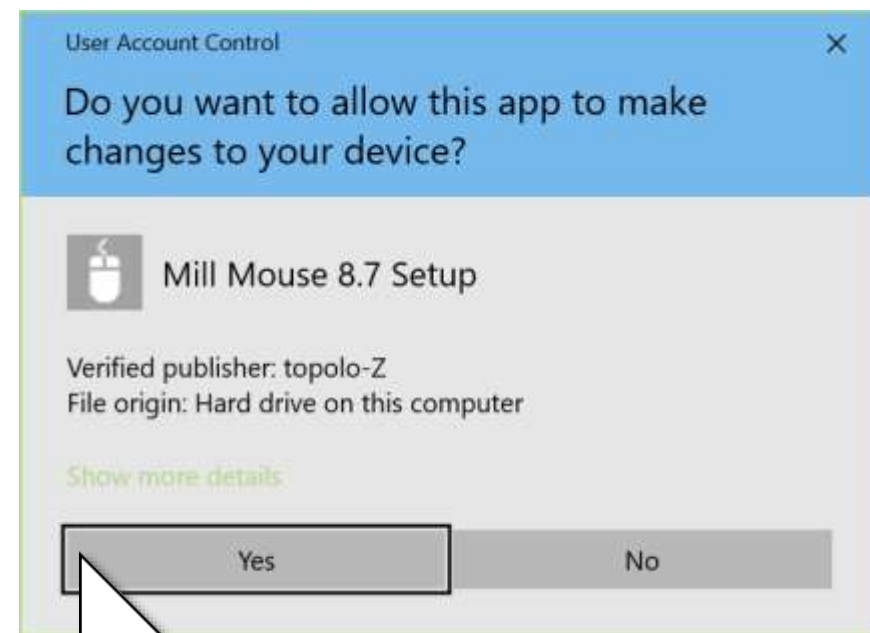 User Account Control
Do you want to allow this app to make
changes to your device?
Mill Mouse 8.7 Setup
Verified publisher: topolo-Z
File origin: Hard drive on this computer
Show more details
Yes
No